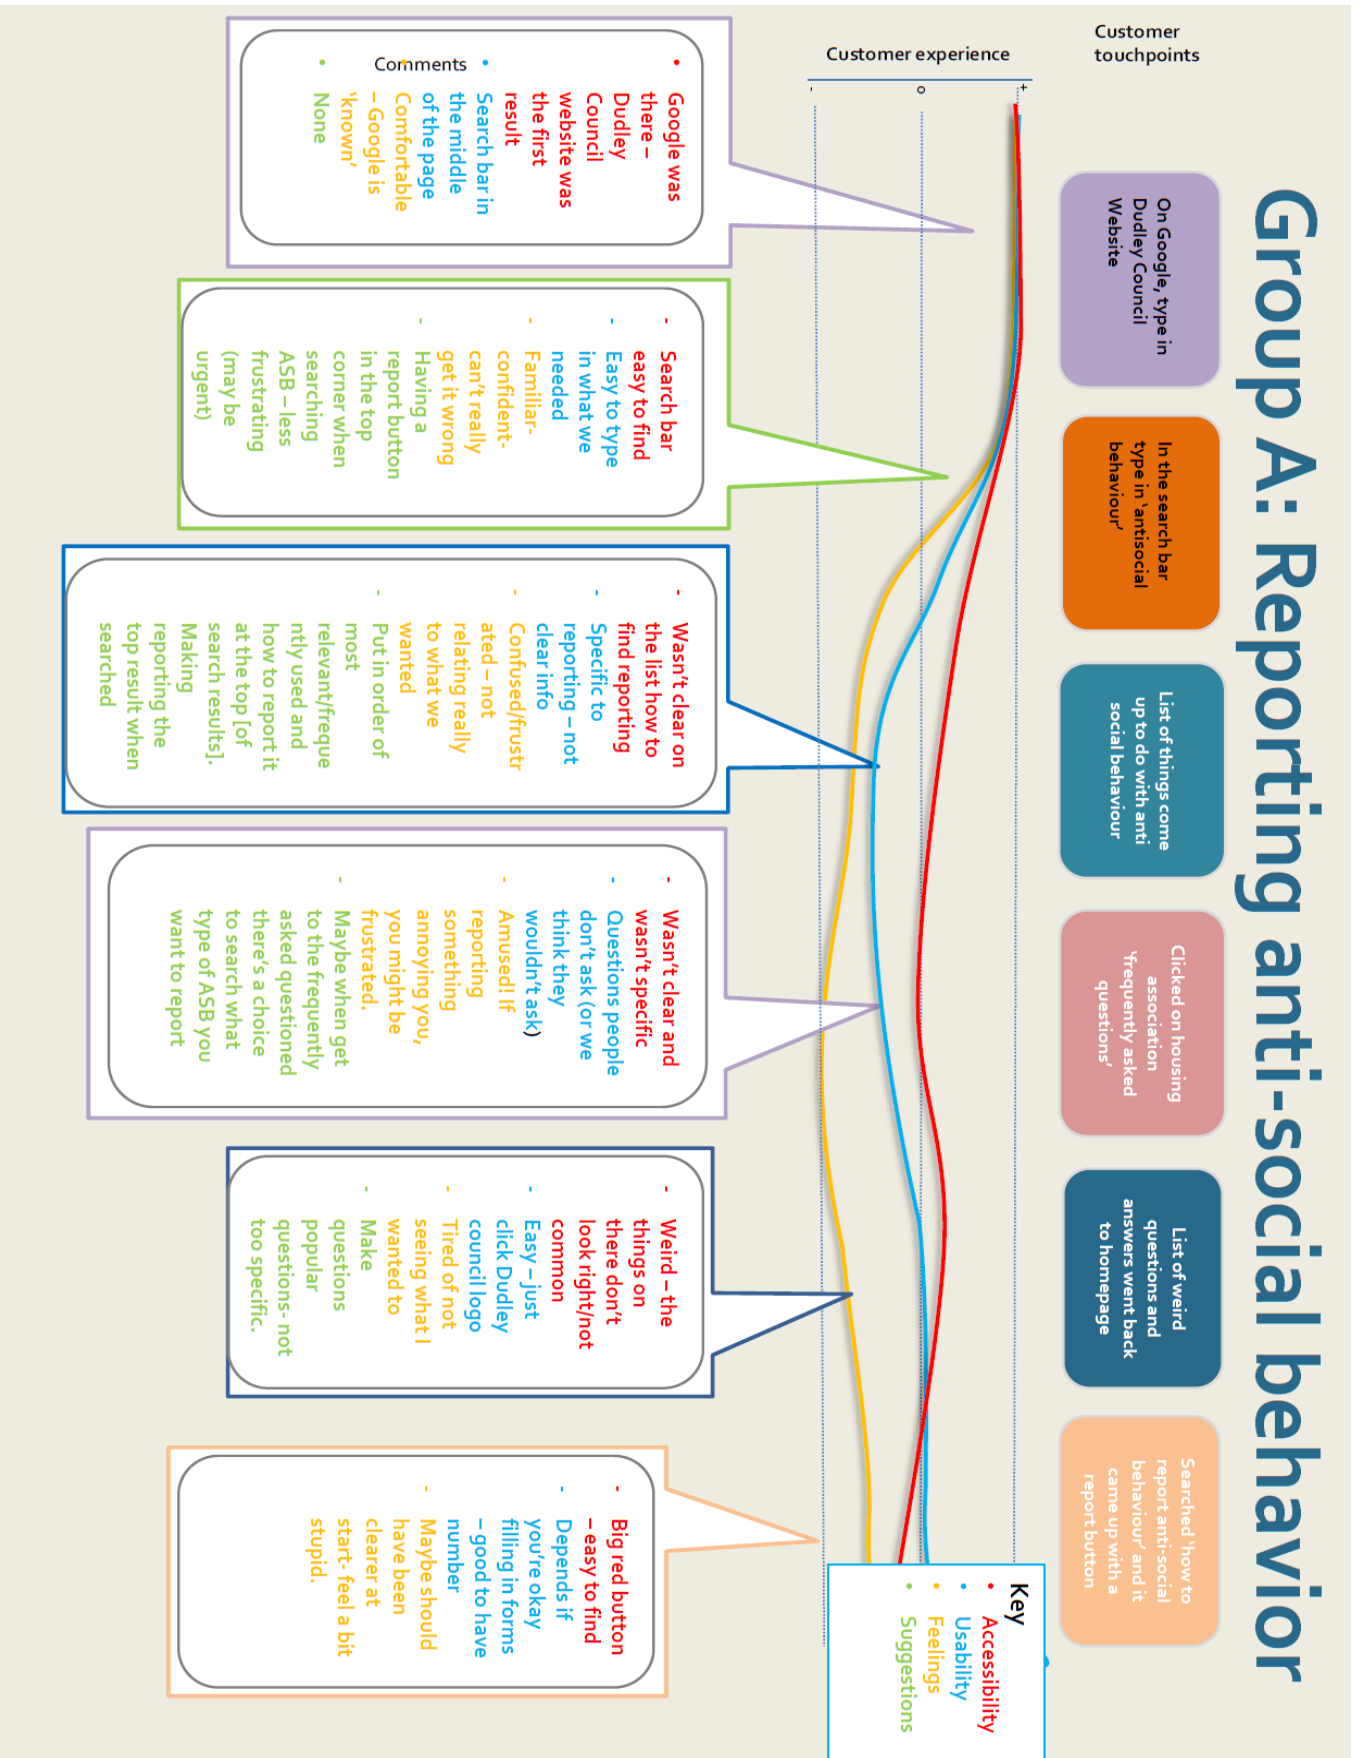 Group A: Reporting anti-social behavior
Customer
touchpoints
On Google, type in
Dudley Council
Website
In the search bar
type in ‘antisocial
behaviour’
List of things come
up to do with anti
social behaviour
Clicked on housing
association
‘frequently asked
questions’
List of weird
questions and
answers went back
to homepage
Searched ‘how to
report anti-social
behaviour’ and it
came up with a
report button
Customer experience
+
0
-
Key
• Accessibility
• Usability
• Feelings
• Suggestions
Comments
• Google was
there –
Dudley
Council
website was
the first
result
• Search bar in
the middle
of the page
• Comfortable
– Google is
‘known’
• None
- Search bar
easy to find
- Easy to type
in what we
needed
- Familiar-
confident-
can’t really
get it wrong
- Having a
report button
in the top
corner when
searching
ASB – less
frustrating
(may be
urgent)
- Wasn’t clear on
the list how to
find reporting
- Specific to
reporting – not
clear info
- Confused/frustr
ated – not
relating really
to what we
wanted
- Put in order of
most
relevant/freque
ntly used and
how to report it
at the top [of
search results].
Making
reporting the
top result when
searched
- Wasn’t clear and
wasn’t specific
- Questions people
don’t ask (or we
think they
wouldn’t ask)
- Amused! If
reporting
something
annoying you,
you might be
frustrated.
- Maybe when get
to the frequently
asked questioned
there’s a choice
to search what
type of ASB you
want to report
- Weird – the
things on
there don’t
look right/not
common
- Easy – just
click Dudley
council logo
- Tired of not
seeing what I
wanted to
- Make
questions
popular
questions- not
too specific.
- Big red button
– easy to find
- Depends if
you’re okay
filling in forms
– good to have
number
- Maybe should
have been
clearer at
start- feel a bit
stupid.